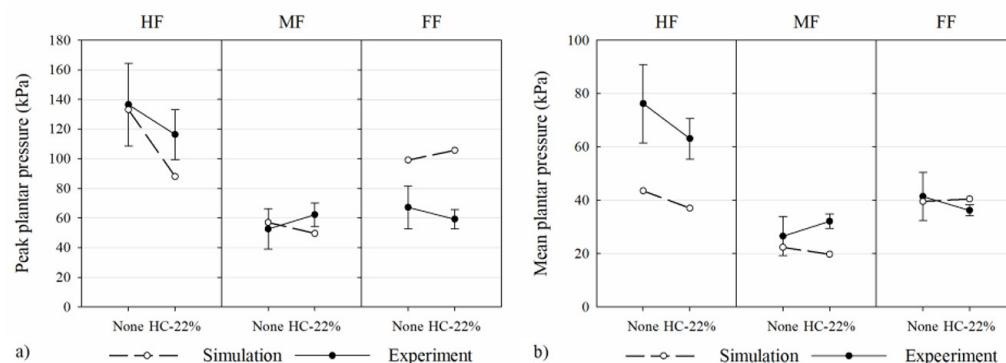 HF MF FF
180
160
140
120
100
80
60
40
20
0
Peak plantar pressure (kPa)
None HC-22% None HC-22% None HC-22%
a) Simulation Experiment
HF MF FF
100
80
60
40
20
0
Mean plantar pressure (kPa)
None HC-22% None HC-22% None HC-22%
b) Simulation Expeeriment